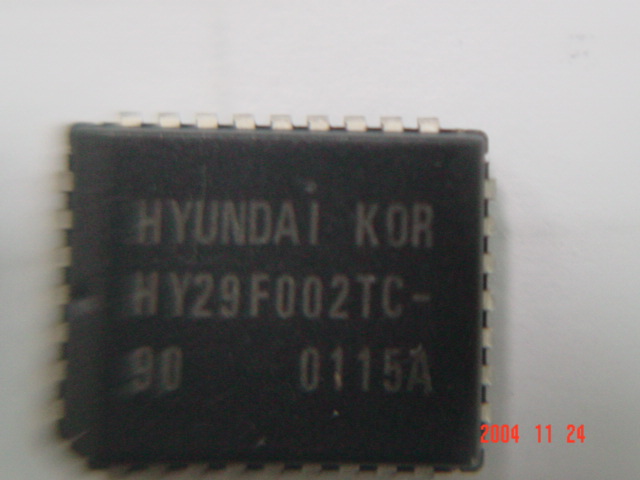 HYUNDAI KOR
HY29F002TC-
90 0115A
2004 11 24